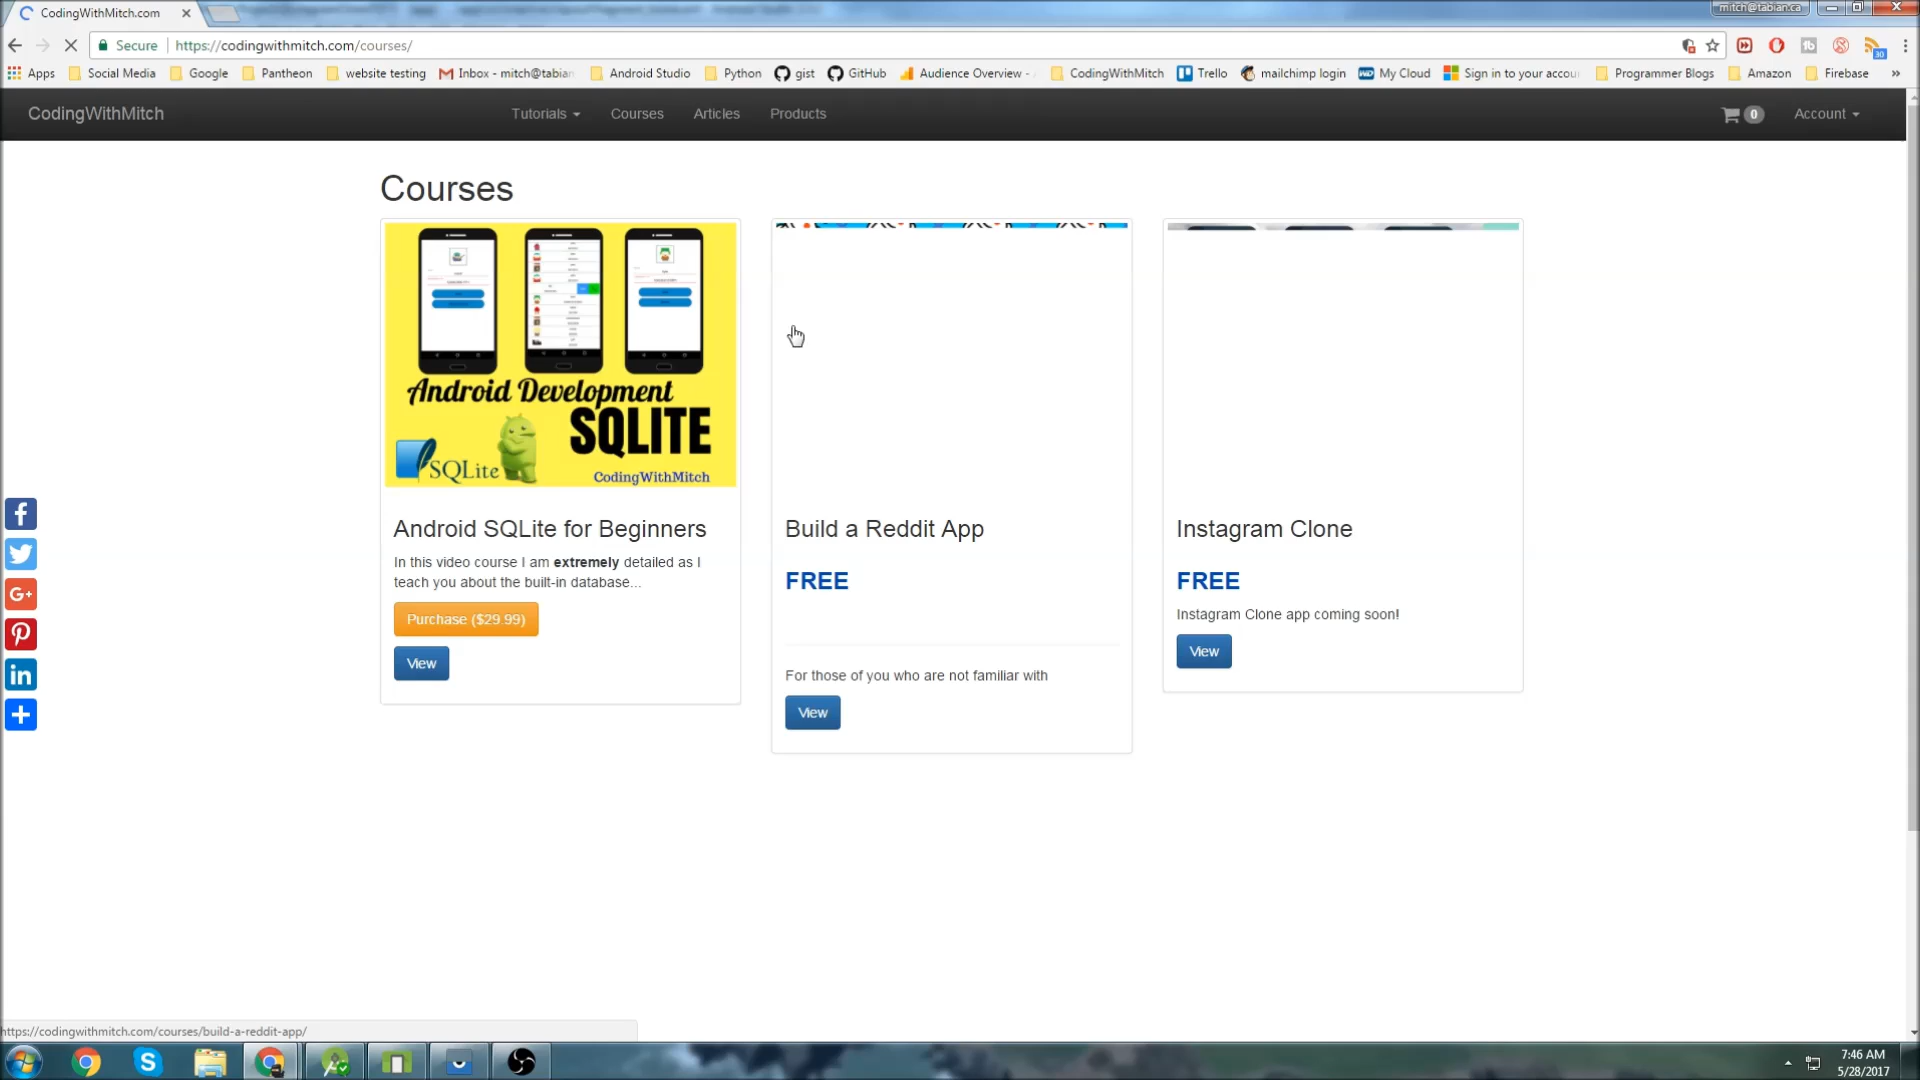 CodingWithMitch.com
mitch@tabian.ca
Secure https://codingwithmitch.com/courses/
Apps Social Media Google Pantheon website testing Inbox - mitch@tabian Android Studio Python gist GitHub Audience Overview - CodingWithMitch Trello mailchimp login My Cloud Sign in to your accou Programmer Blogs Amazon Firebase »
30
CodingWithMitch Tutorials Courses Articles Products 0 Account
Courses
Android Development
SQLITE
SQLite
CodingWithMitch
Android SQLite for Beginners
In this video course I am extremely detailed as I
teach you about the built-in database...
Purchase ($29.99)
View
Build a Reddit App
FREE
For those of you who are not familiar with
View
Instagram Clone
FREE
Instagram Clone app coming soon!
View
https://codingwithmitch.com/courses/build-a-reddit-app/
7:46 AM
5/28/2017